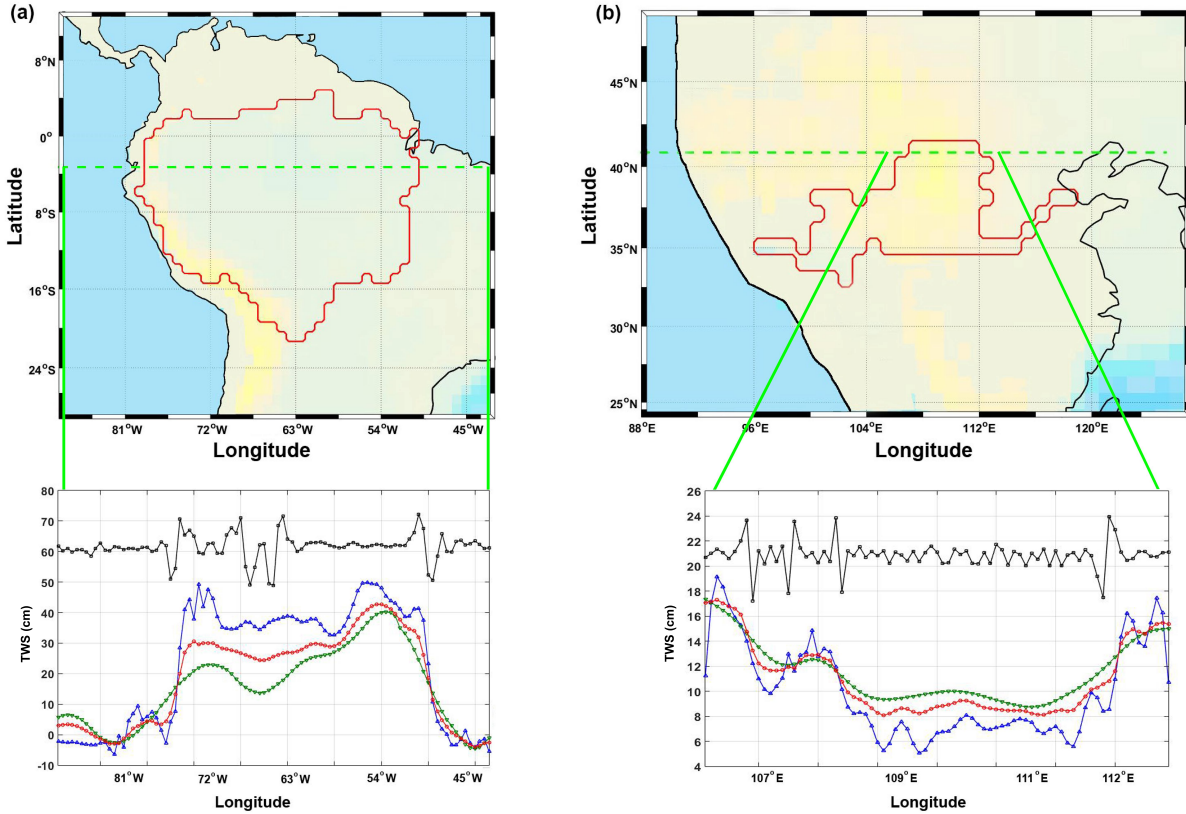 (a)
8°N
0°
8°S
16°S
24°S
Latitude
81°W 72°W 63°W 54°W 45°W
Longitude
(b)
45°N
40°N
35°N
30°N
25°N
Latitude
88°E 96°E 104°E 112°E 120°E
Longitude
80
70
60
50
40
30
20
10
0
-10
TWS (cm)
81°W 72°W 63°W 54°W 45°W
Longitude
26
24
22
20
18
16
14
12
10
8
6
4
TWS (cm)
107°E 109°E 111°E 112°E
Longitude